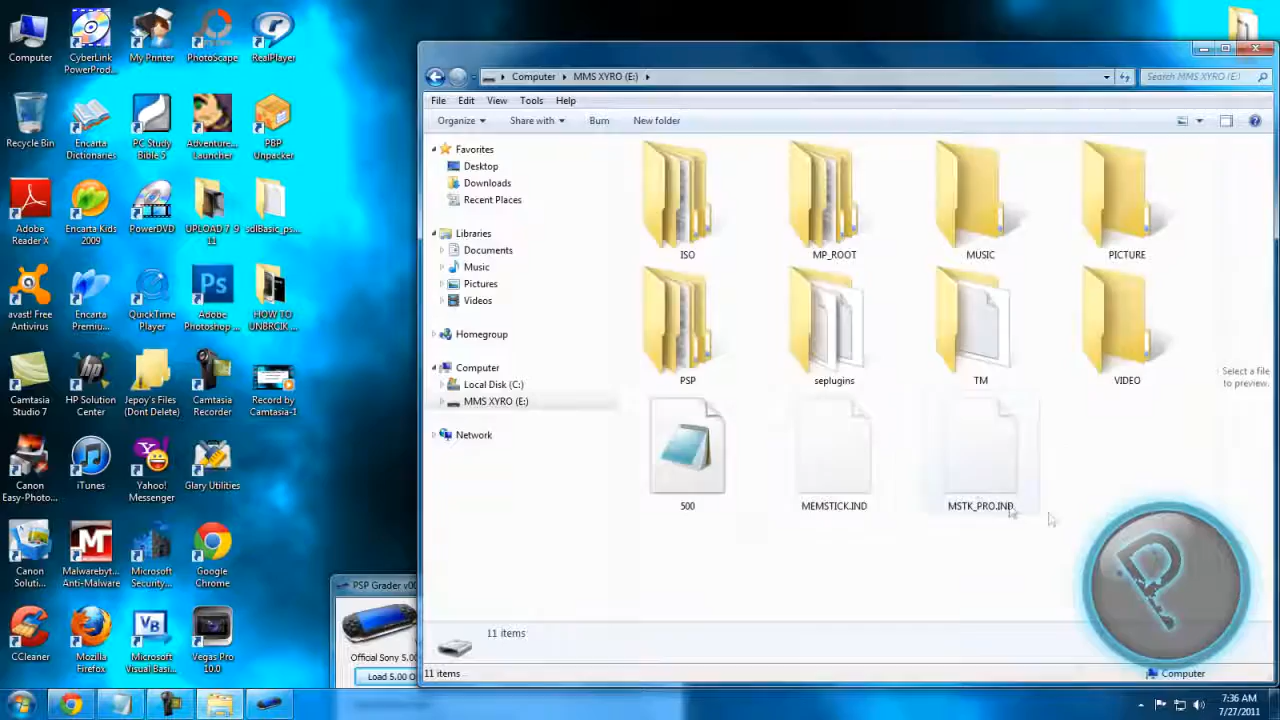 Computer
CyberLink PowerProd...
My Printer
PhotoScape
RealPlayer
Recycle Bin
Encarta Dictionaries
PC Study Bible 5
Adventure... Launcher
PBP Unpacker
Adobe Reader X
Encarta Kids 2009
PowerDVD
UPLOAD 7_9 11
sdlBasic_ps...
avast! Free Antivirus
Encarta Premiu...
QuickTime Player
Adobe Photoshop ...
HOW TO UNBRCIK ...
Camtasia Studio 7
HP Solution Center
Jepoy's Files (Dont Delete)
Camtasia Recorder
Record by Camtasia-1
Canon Easy-Photo...
iTunes
Yahoo! Messenger
Glary Utilities
Canon Soluti...
Malwarebyt... Anti-Malware
Microsoft Security...
Google Chrome
CCleaner
Mozilla Firefox
Microsoft Visual Basi...
Vegas Pro 10.0
PSP Grader v00
Official Sony 5.00
Load 5.00 O
Computer
MMS XYRO (E:)
Search MMS XYRO (E:)
File Edit View Tools Help
Organize Share with Burn New folder
Favorites
Desktop
Downloads
Recent Places
Libraries
Documents
Music
Pictures
Videos
Homegroup
Computer
Local Disk (C:)
MMS XYRO (E:)
Network
ISO MP_ROOT MUSIC PICTURE
PSP seplugins TM VIDEO
500 MEMSTICK.IND MSTK_PRO.IND
Select a file to preview.
11 items
11 items
Computer
7:36 AM
7/27/2011